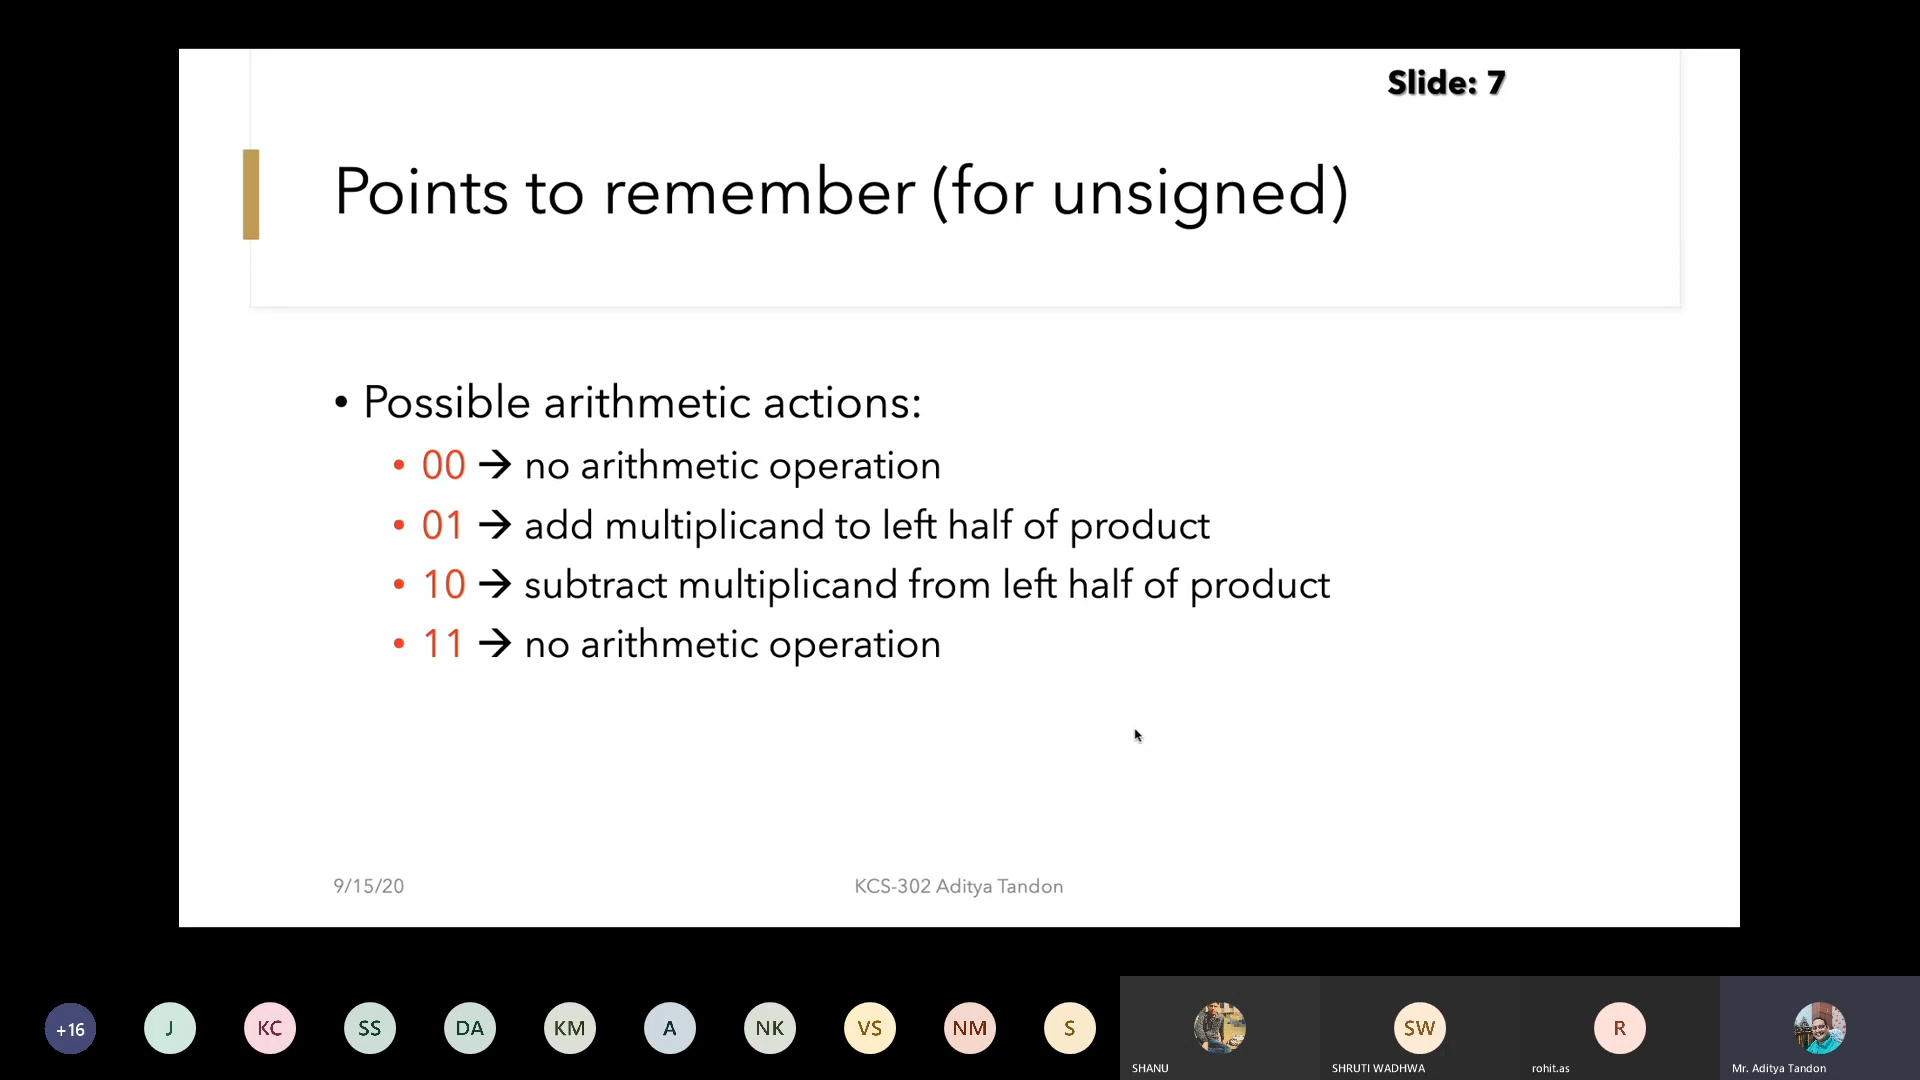 Slide: 7
Points to remember (for unsigned)
• Possible arithmetic actions:
• 00 → no arithmetic operation
• 01 → add multiplicand to left half of product
• 10 → subtract multiplicand from left half of product
• 11 → no arithmetic operation
9/15/20
KCS-302 Aditya Tandon
+16
J
KC
SS
DA
KM
A
NK
VS
NM
S
SW
R
SHANU
SHRUTI WADHWA
rohit.as
Mr. Aditya Tandon